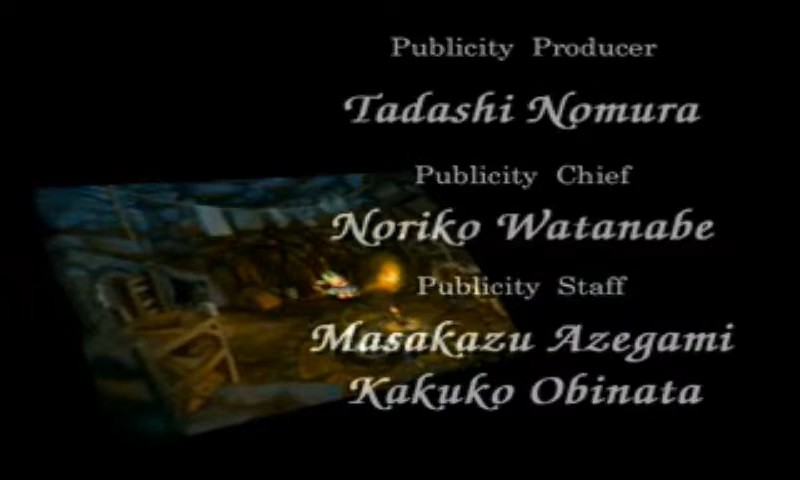 Publicity Producer
Tadashi Nomura
Publicity Chief
Noriko Watanabe
Publicity Staff
Masakazu Azegami
Kakuko Obinata